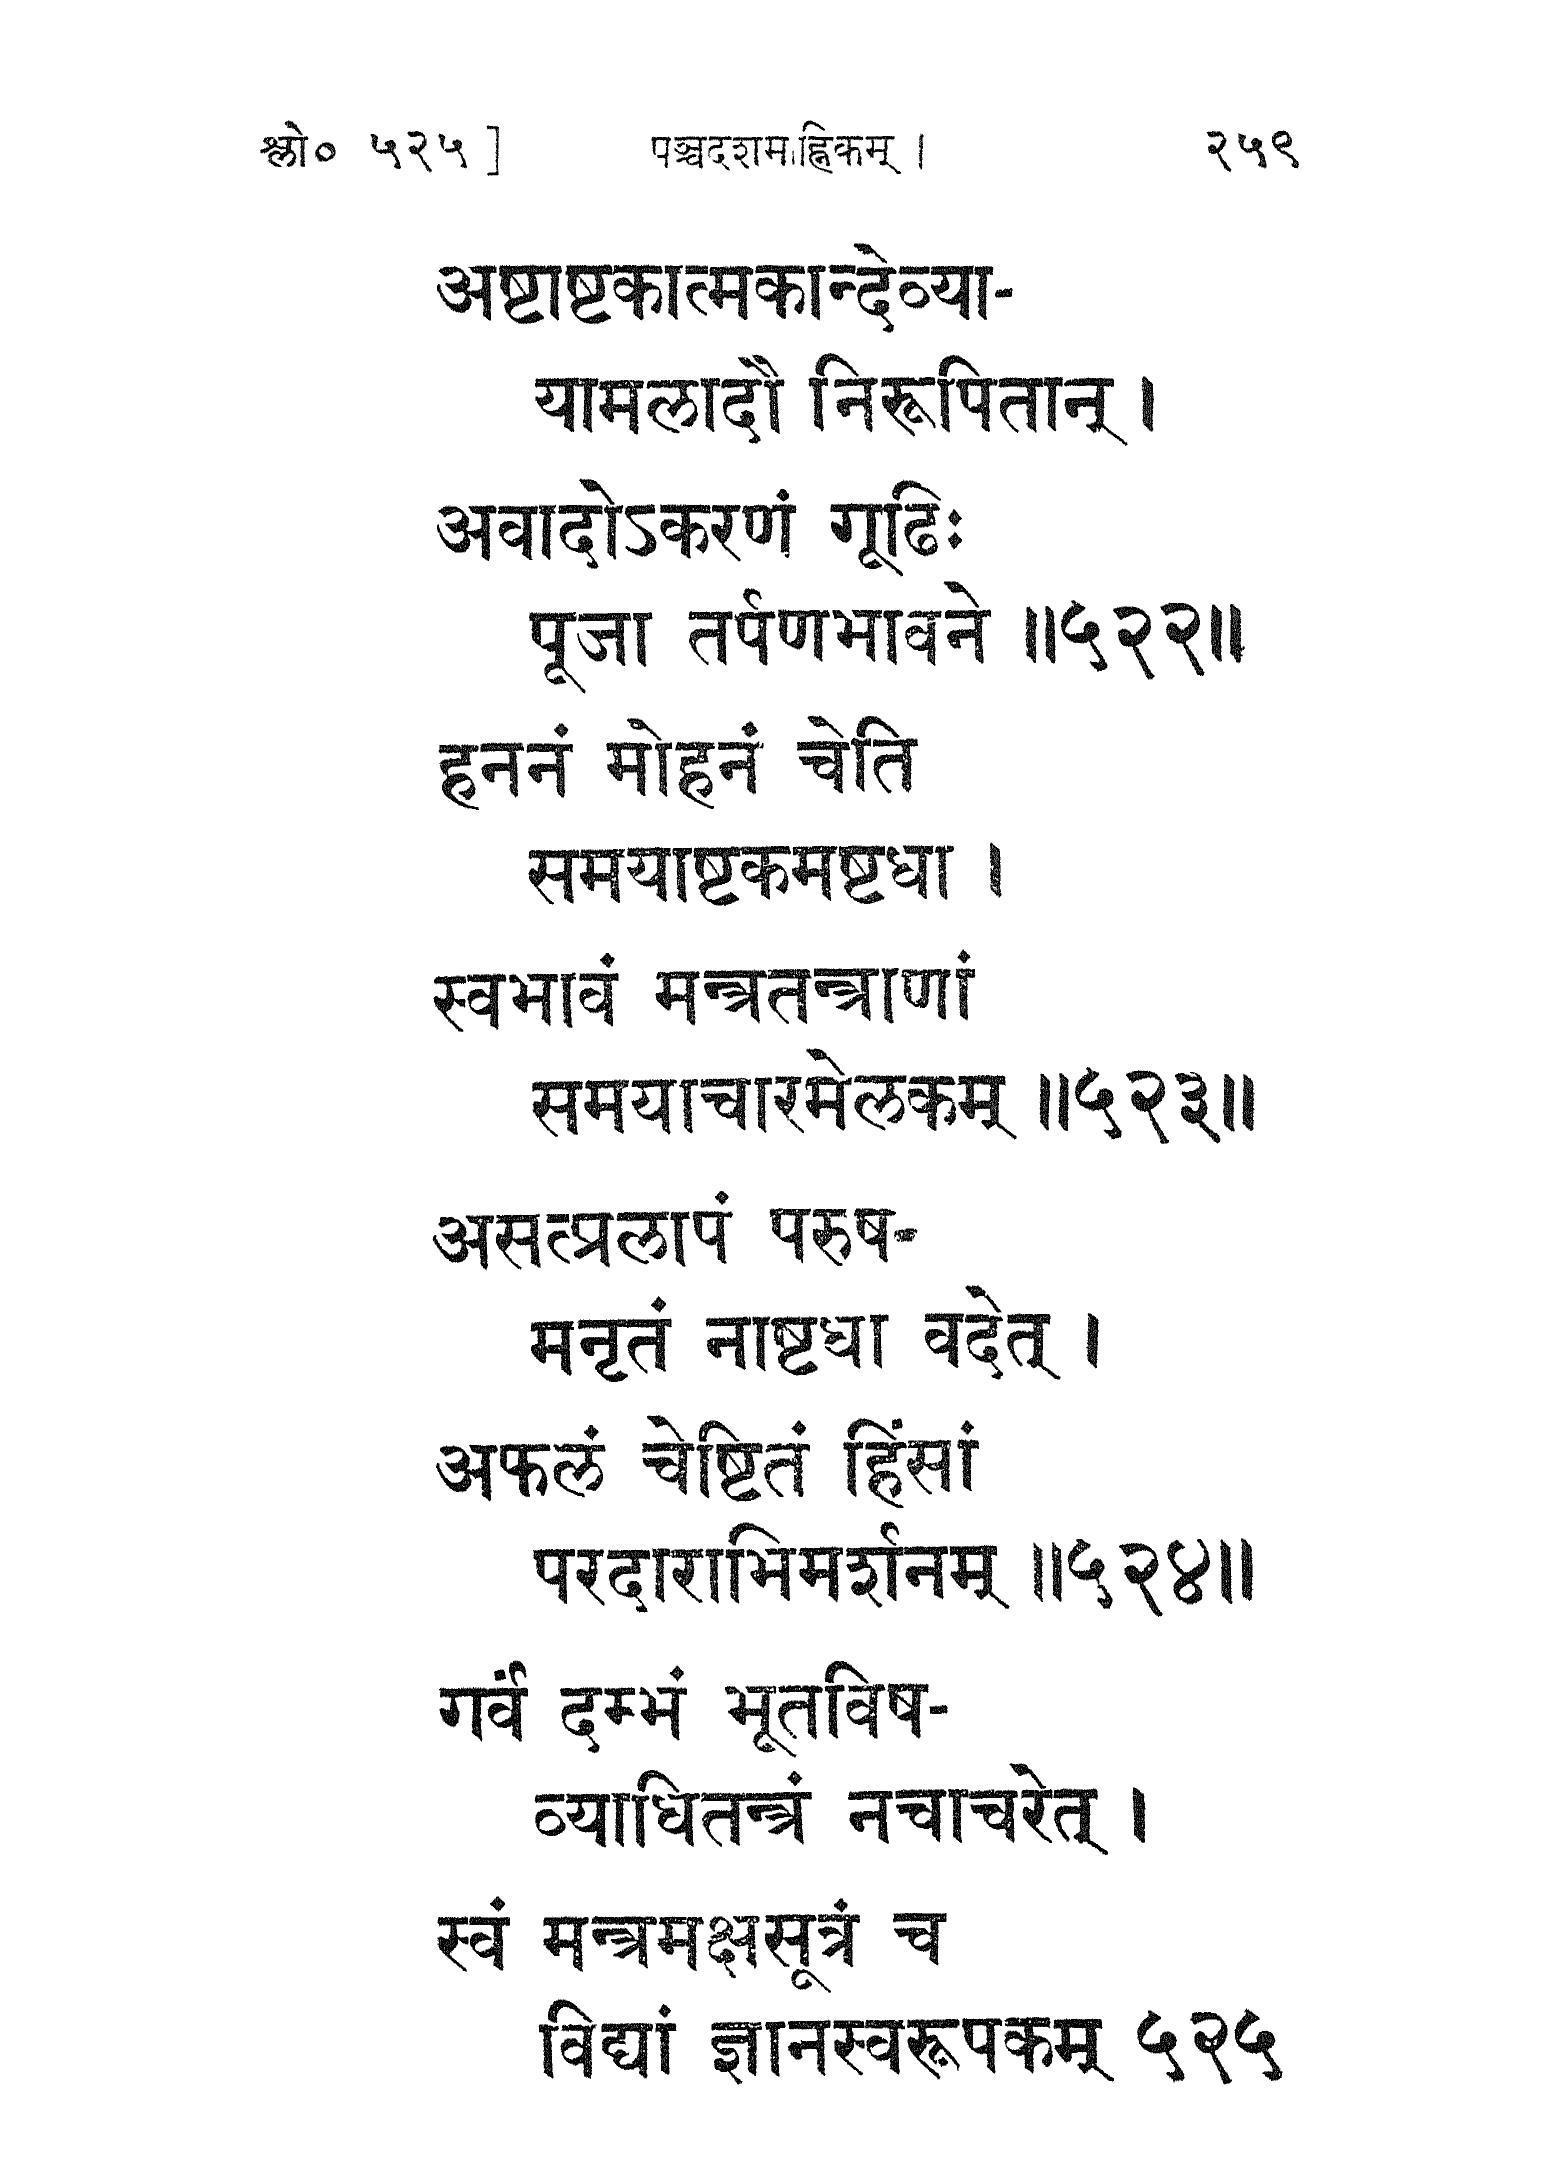 श्लो० ५२५] पञ्चदशमाह्निकम् । २५९
अष्टाष्टकात्मकान्देव्या-
यामलादौ निरूपितान् ।
अवादोऽकरणं गूढिः
पूजा तर्पणभावने ॥५२२॥
हननं मोहनं चेति
समयाष्टकमष्टधा ।
स्वभावं मन्त्रतन्त्राणां
समयाचारमेलकम् ॥५२३॥
असत्प्रलापं परुष-
मनृतं नाष्टधा वदेत् ।
अफलं चेष्टितं हिंसां
परदाराभिमर्शनम् ॥५२४॥
गर्वं दम्भं भूतविष-
व्याधितन्त्रं नचाचरेत् ।
स्वं मन्त्रमक्षसूत्रं च
विद्यां ज्ञानस्वरूपकम् ५२५